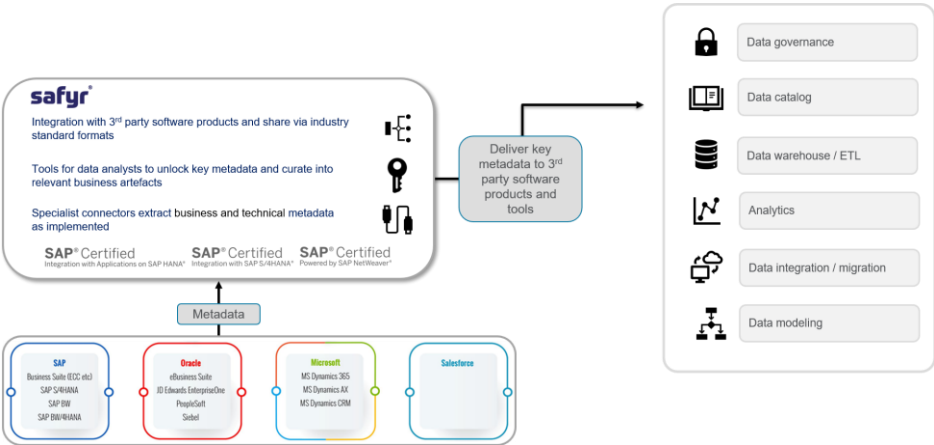 safyr®
Integration with 3rd party software products and share via industry
standard formats
Tools for data analysts to unlock key metadata and curate into
relevant business artefacts
Specialist connectors extract business and technical metadata
as implemented
SAP® Certified
Integration with Applications on SAP HANA®
SAP® Certified
Integration with SAP S/4HANA®
SAP® Certified
Powered by SAP NetWeaver®
Deliver key
metadata to 3rd
party software
products and
tools
Data governance
Data catalog
Data warehouse / ETL
Analytics
Data integration / migration
Data modeling
Metadata
SAP
Business Suite (ECC etc)
SAP S/4HANA
SAP BW
SAP BW/4HANA
Oracle
eBusiness Suite
JD Edwards EnterpriseOne
PeopleSoft
Siebel
Microsoft
MS Dynamics 365
MS Dynamics AX
MS Dynamics CRM
Salesforce